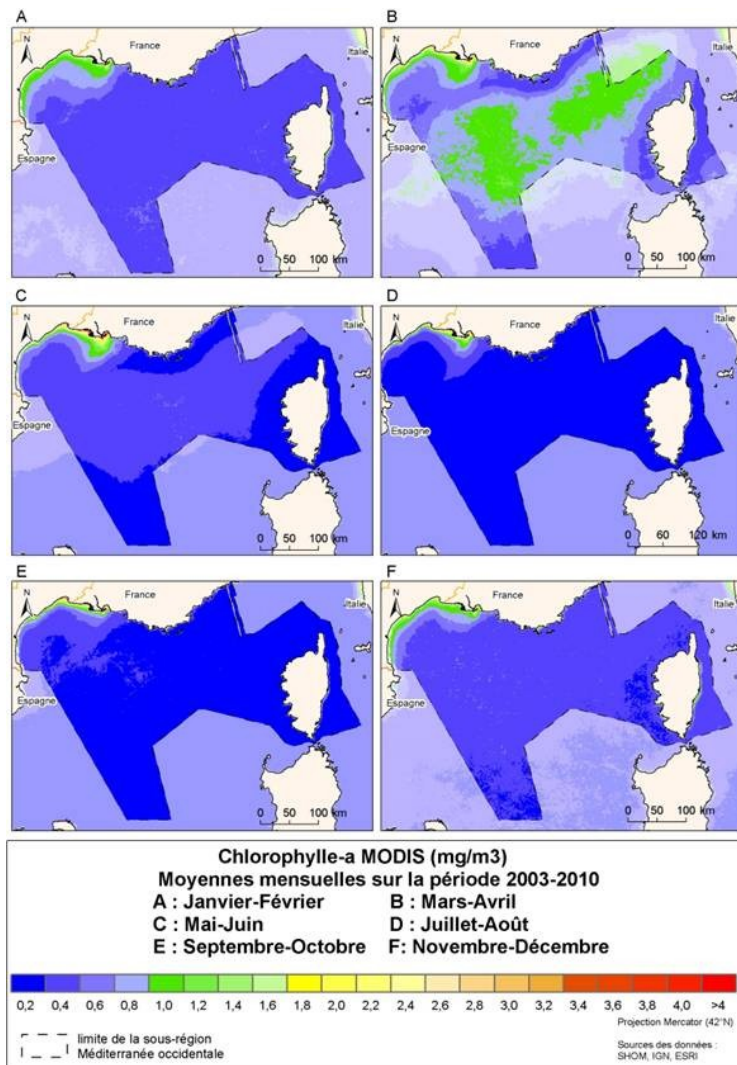 A
N
France
Italie
Espagne
0 50 100
km
B
N
France
Italie
Espagne
0 50 100
km
C
N
France
Italie
Espagne
0 50 100
km
D
N
France
Italie
Espagne
0 60 120
km
E
N
France
Italie
Espagne
0 50 100
km
F
N
France
Italie
Espagne
0 50 100
km
Chlorophylle-a MODIS (mg/m3)
Moyennes mensuelles sur la période 2003-2010
A : Janvier-Février B : Mars-Avril
C : Mai-Juin D : Juillet-Août
E : Septembre-Octobre F: Novembre-Décembre
0,2 0,4 0,6 0,8 1,0 1,2 1,4 1,6 1,8 2,0 2,2 2,4 2,6 2,8 3,0 3,2 3,4 3,6 3,8 4,0 >4
Projection Mercator (42°N)
limite de la sous-région
Méditerranée occidentale
Sources des données :
SHOM, IGN, ESRI